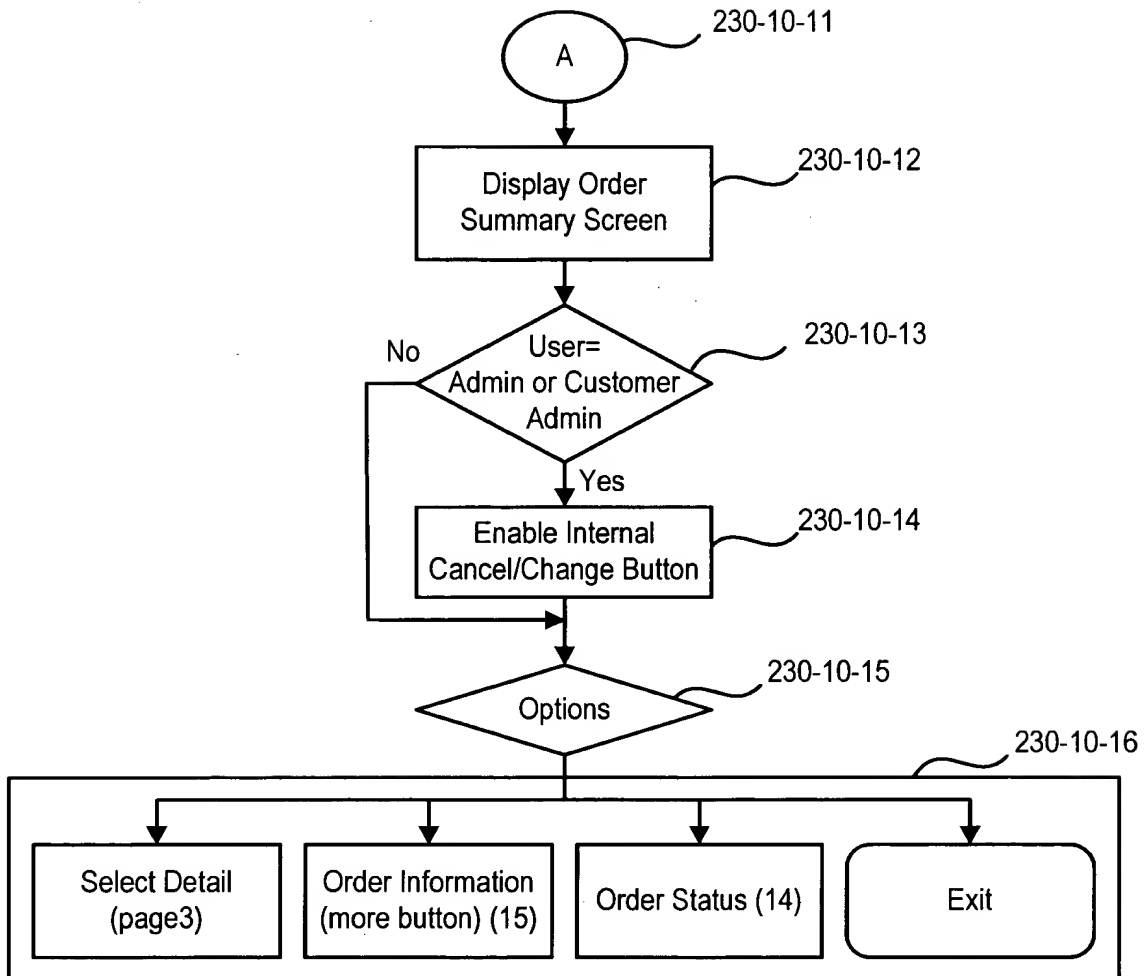 230-10-11
A
230-10-12
Display Order
Summary Screen
230-10-13
No
User=
Admin or Customer
Admin
Yes
230-10-14
Enable Internal
Cancel/Change Button
230-10-15
Options
230-10-16
Select Detail
(page3)
Order Information
(more button) (15)
Order Status (14)
Exit